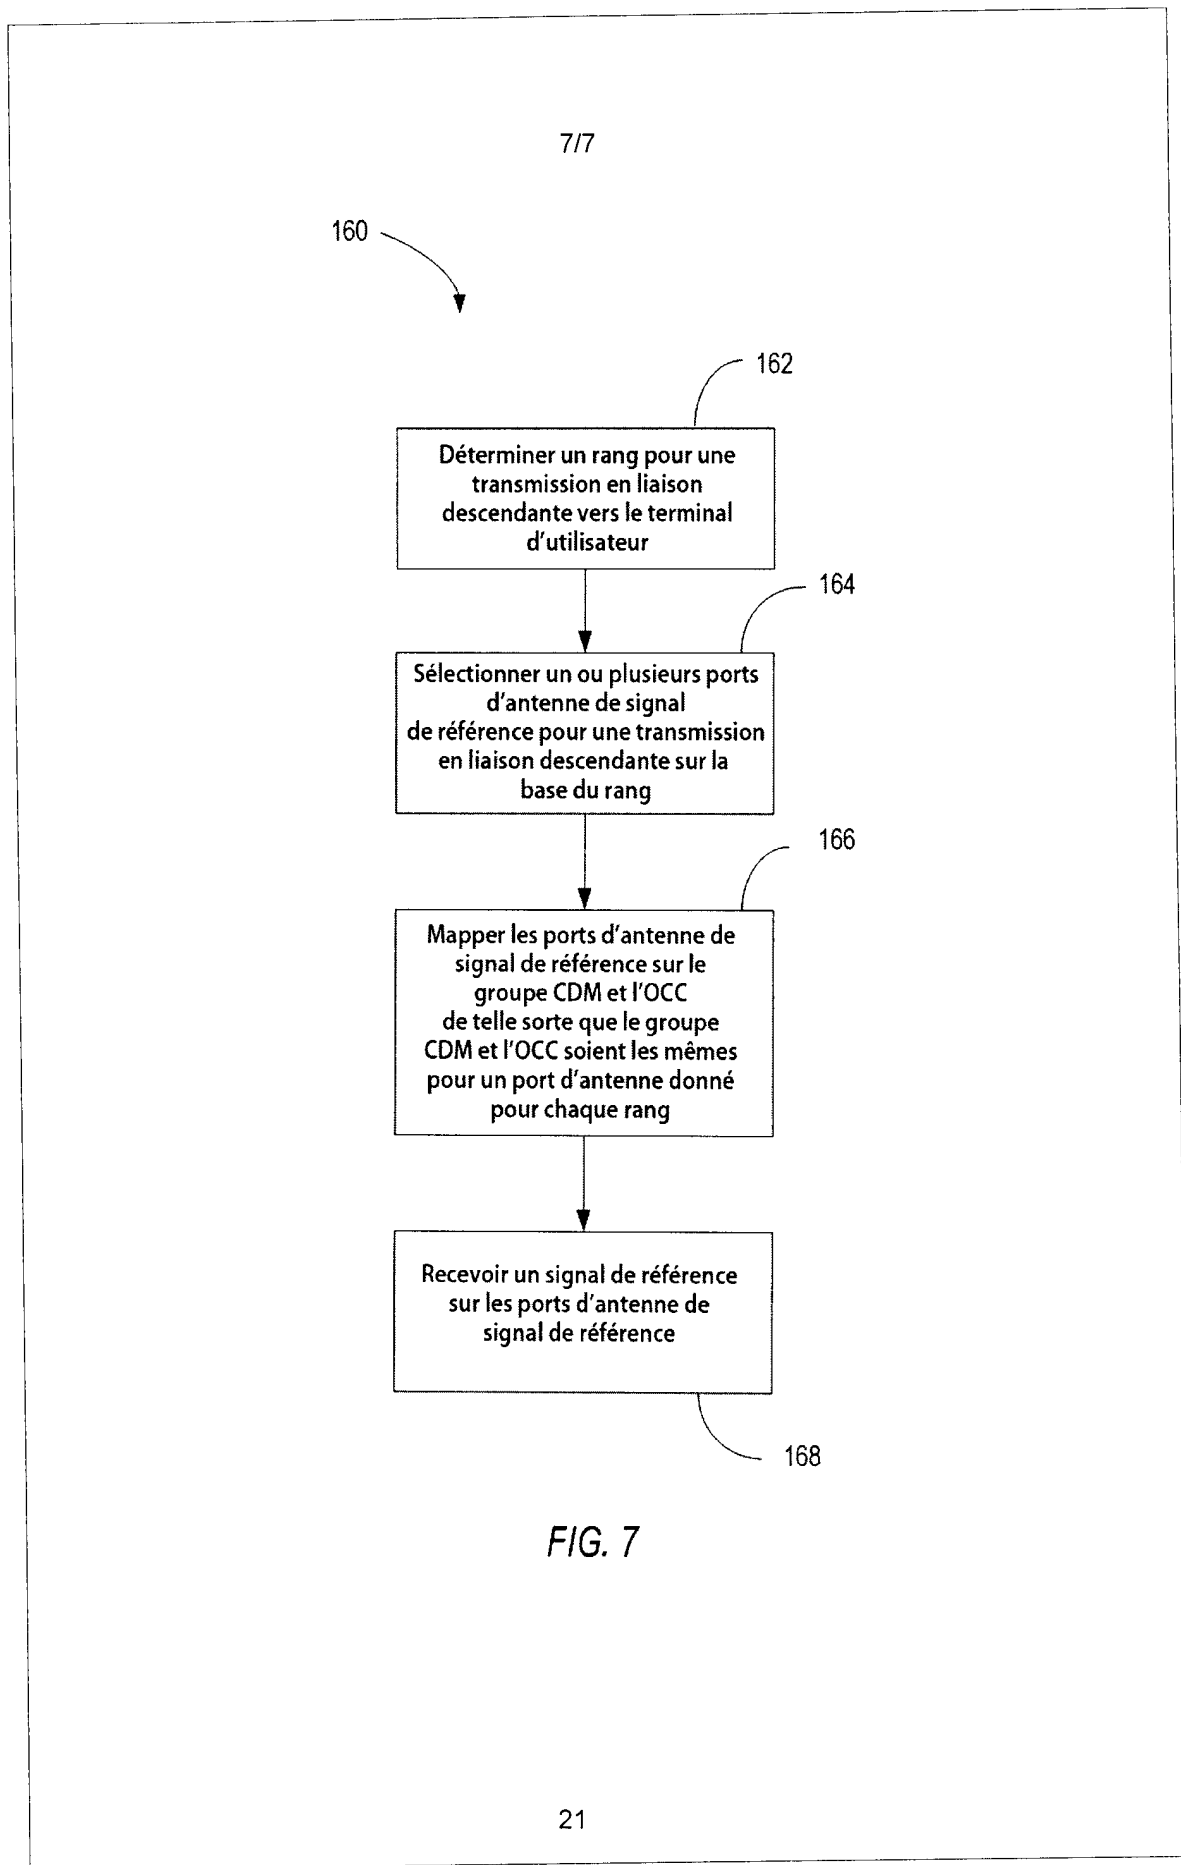 7/7
160
162
Déterminer un rang pour une
transmission en liaison
descendante vers le terminal
d'utilisateur
164
Sélectionner un ou plusieurs ports
d'antenne de signal
de référence pour une transmission
en liaison descendante sur la
base du rang
166
Mapper les ports d'antenne de
signal de référence sur le
groupe CDM et l'OCC
de telle sorte que le groupe
CDM et l'OCC soient les mêmes
pour un port d'antenne donné
pour chaque rang
Recevoir un signal de référence
sur les ports d'antenne de
signal de référence
168
FIG. 7
21